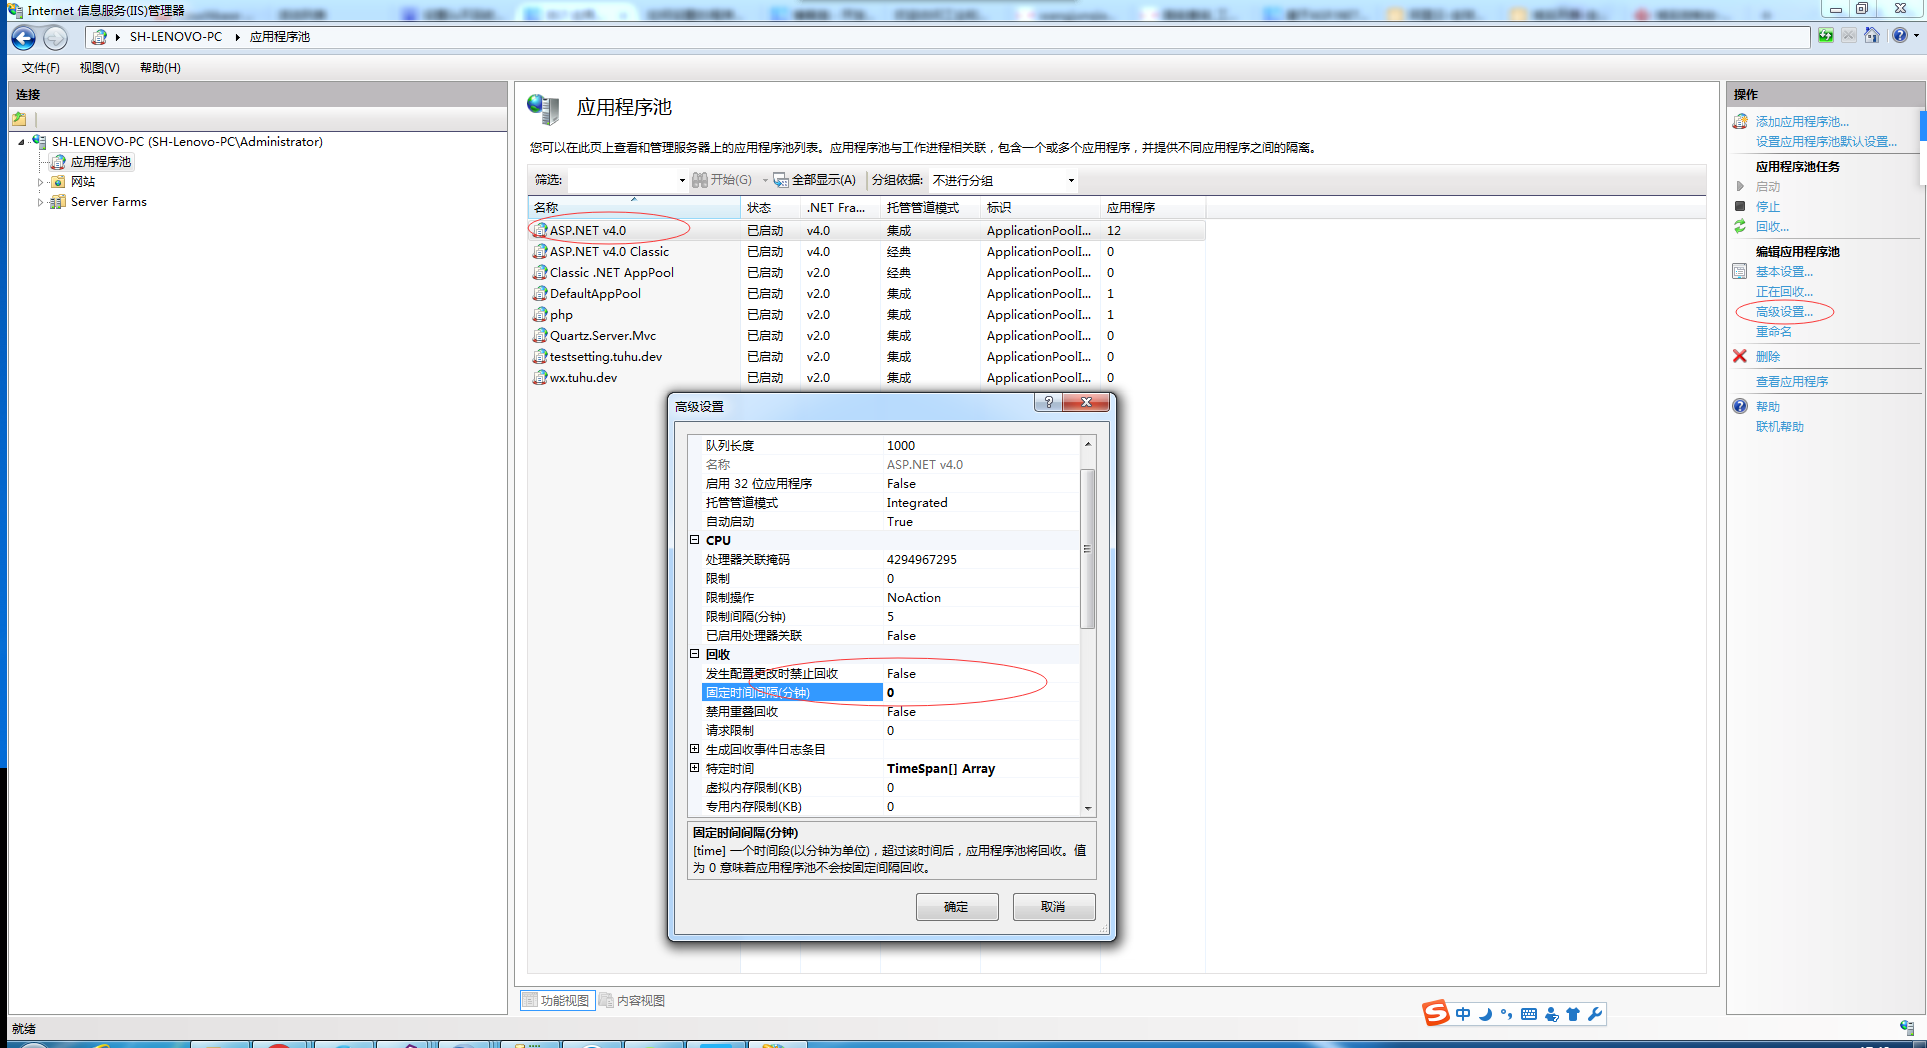 Internet 信息服务(IIS)管理器
SH-LENOVO-PC
应用程序池
文件(F) 视图(V) 帮助(H)
连接
SH-LENOVO-PC (SH-Lenovo-PC\Administrator)
应用程序池
网站
Server Farms
应用程序池
您可以在此页上查看和管理服务器上的应用程序池列表。应用程序池与工作进程相关联，包含一个或多个应用程序，并提供不同应用程序之间的隔离。
筛选: 开始(G) 全部显示(A) 分组依据: 不进行分组
名称 状态 .NET Fra... 托管管道模式 标识 应用程序
ASP.NET v4.0 已启动 v4.0 集成 ApplicationPoolI... 12
ASP.NET v4.0 Classic 已启动 v4.0 经典 ApplicationPoolI... 0
Classic .NET AppPool 已启动 v2.0 经典 ApplicationPoolI... 0
DefaultAppPool 已启动 v2.0 集成 ApplicationPoolI... 1
php 已启动 v2.0 集成 ApplicationPoolI... 1
Quartz.Server.Mvc 已启动 v2.0 集成 ApplicationPoolI... 0
testsetting.tuhu.dev 已启动 v2.0 集成 ApplicationPoolI... 0
wx.tuhu.dev 已启动 v2.0 集成 ApplicationPoolI... 0
高级设置
队列长度 1000
名称 ASP.NET v4.0
启用 32 位应用程序 False
托管管道模式 Integrated
自动启动 True
CPU
处理器关联掩码 4294967295
限制 0
限制操作 NoAction
限制间隔(分钟) 5
已启用处理器关联 False
回收
发生配置更改时禁止回收 False
固定时间间隔(分钟) 0
禁用重叠回收 False
请求限制 0
生成回收事件日志条目
特定时间 TimeSpan[] Array
虚拟内存限制(KB) 0
专用内存限制(KB) 0
固定时间间隔(分钟)
[time] 一个时间段(以分钟为单位)，超过该时间后，应用程序池将回收。值
为 0 意味着应用程序池不会按固定间隔回收。
确定 取消
功能视图 内容视图
操作
添加应用程序池...
设置应用程序池默认设置...
应用程序池任务
启动
停止
回收...
编辑应用程序池
基本设置...
正在回收...
高级设置...
重命名
删除
查看应用程序
帮助
联机帮助
中
就绪